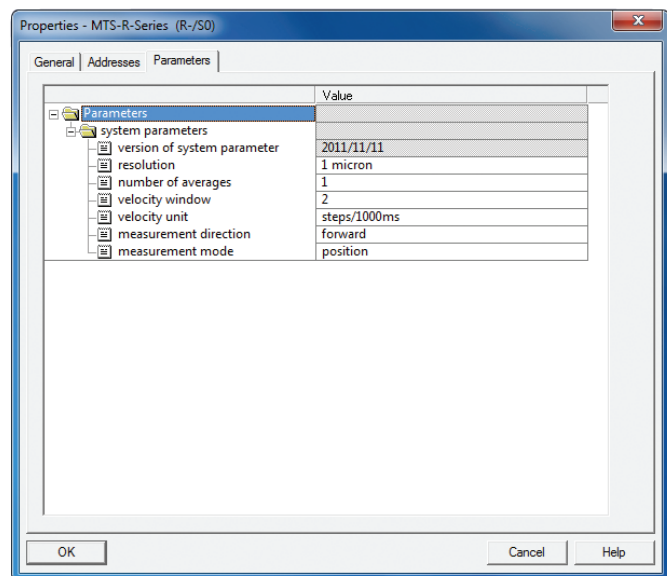 Properties - MTS-R-Series (R-/S0)
General Addresses Parameters
Value
Parameters
system parameters
version of system parameter 2011/11/11
resolution 1 micron
number of averages 1
velocity window 2
velocity unit steps/1000ms
measurement direction forward
measurement mode position
OK Cancel Help